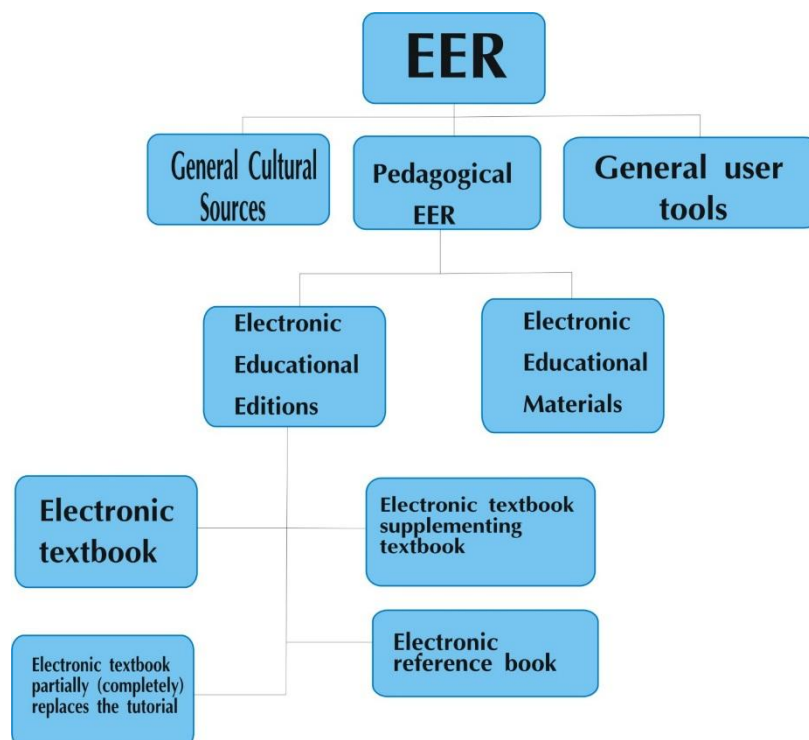 EER
General Cultural
Sources
Pedagogical
EER
General user
tools
Electronic
Educational
Editions
Electronic
Educational
Materials
Electronic
textbook
Electronic textbook
supplementing
textbook
Electronic textbook
partially (completely)
replaces the tutorial
Electronic
reference book